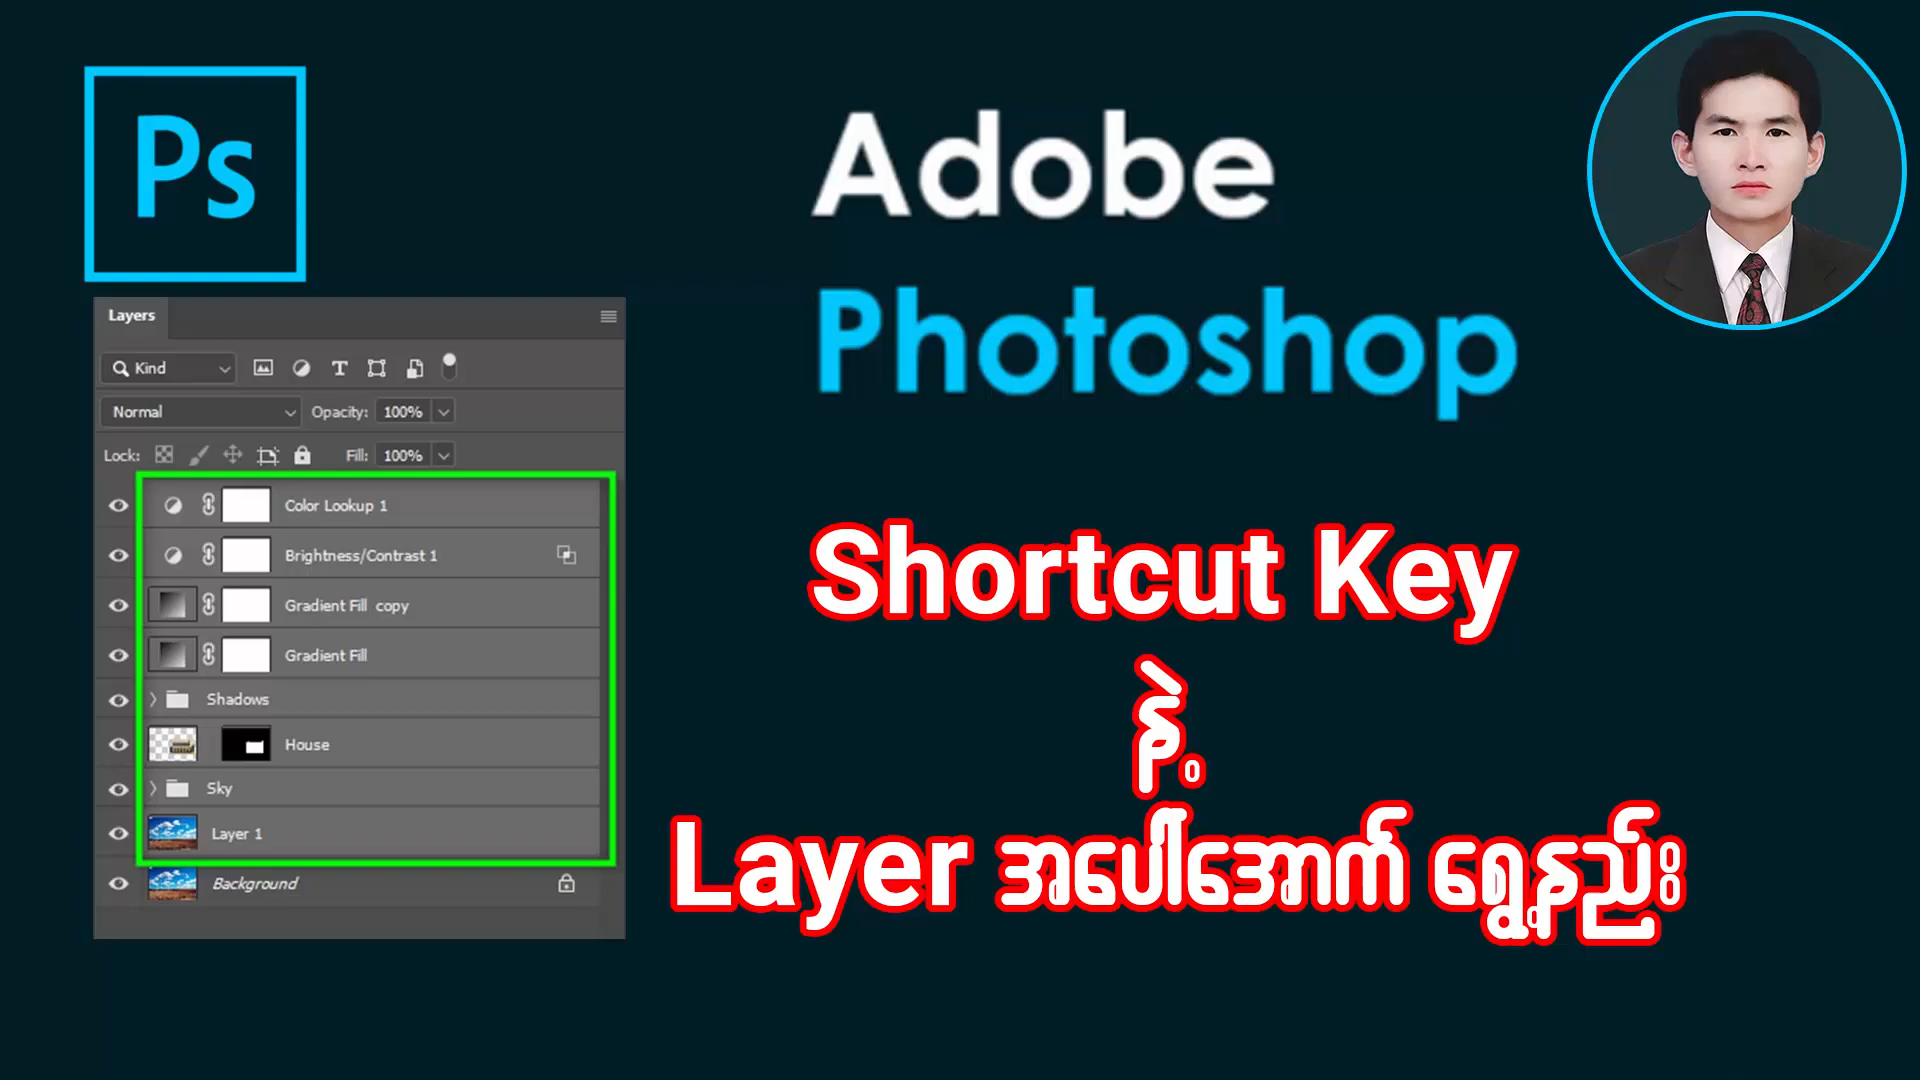 Ps
Adobe
Photoshop
Layers
Kind
Normal Opacity: 100%
Lock: Fill: 100%
Color Lookup 1
Brightness/Contrast 1
Gradient Fill copy
Gradient Fill
Shadows
House
Sky
Layer 1
Background
Shortcut Key
နဲ့
Layer အပေါ်အောက် ရွှေ့နည်း